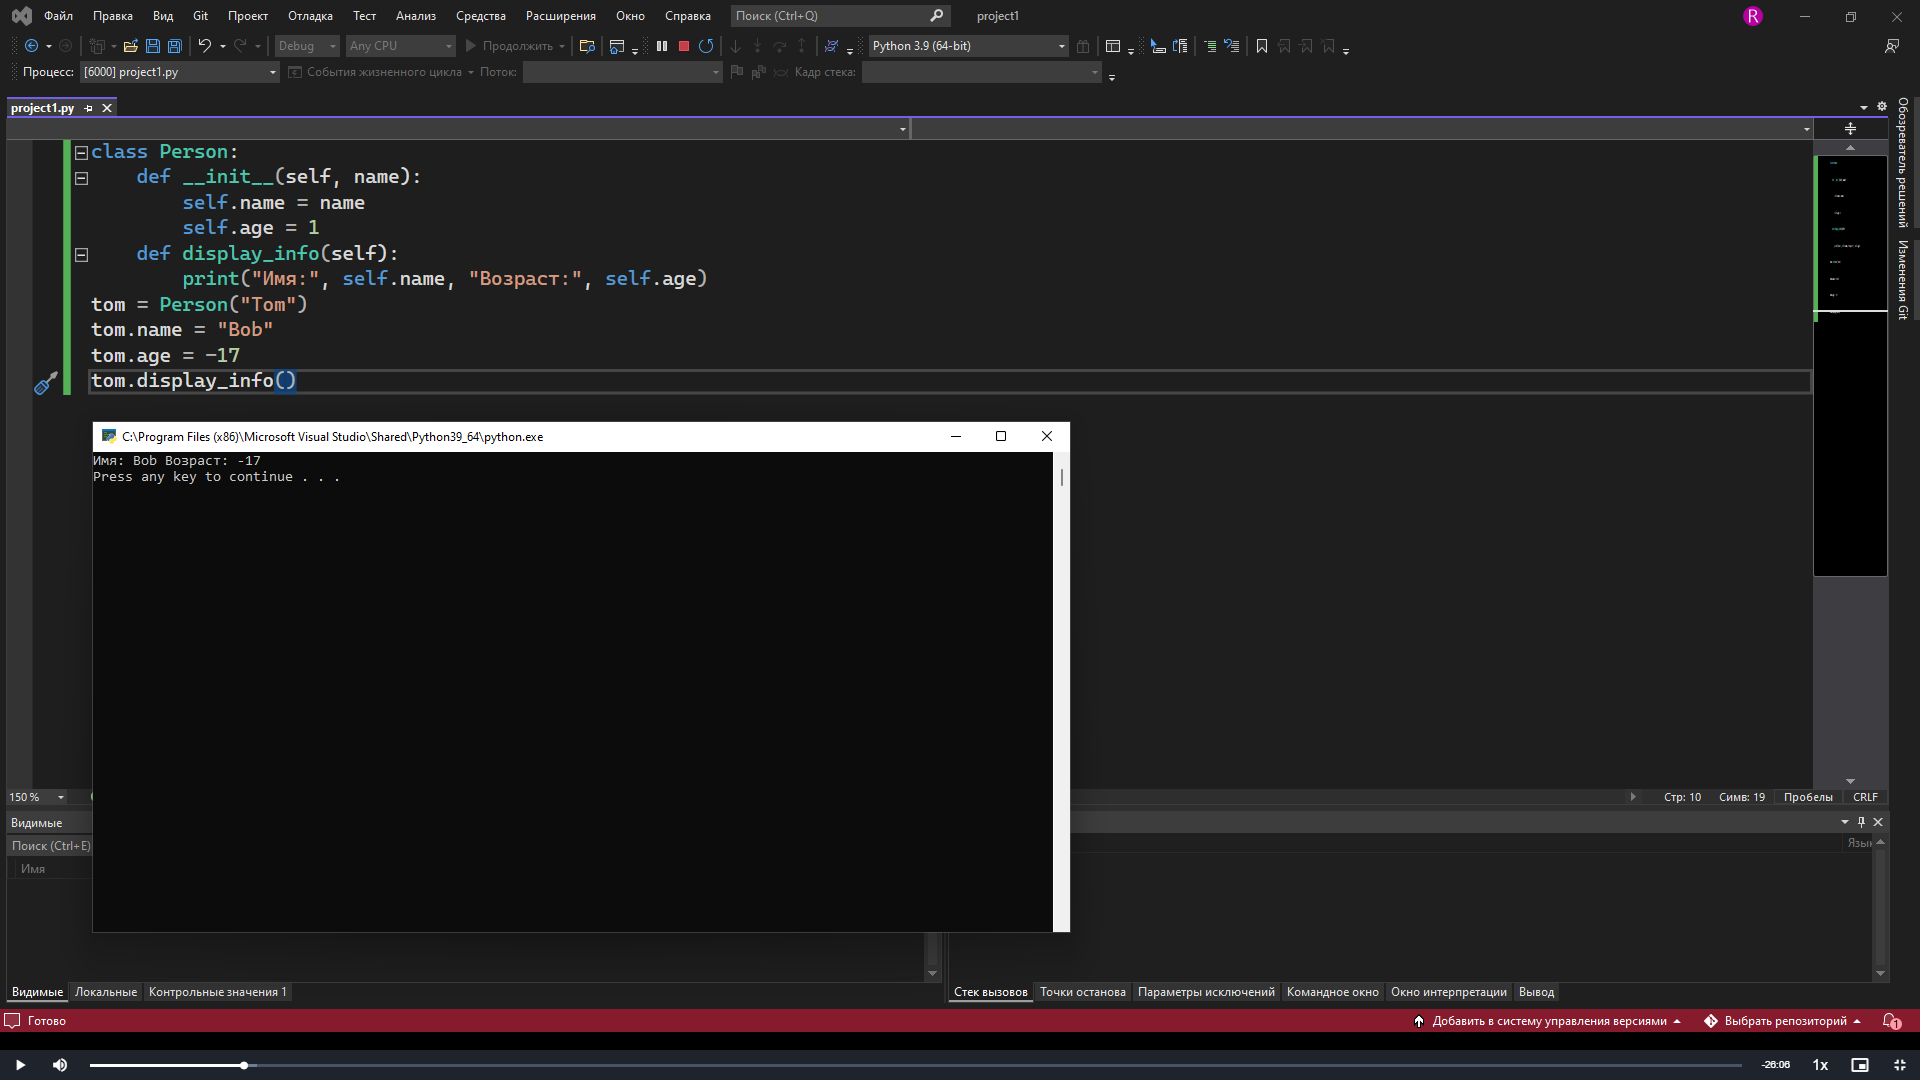 Файл Правка Вид Git Проект Отладка Тест Анализ Средства Расширения Окно Справка Поиск (Ctrl+Q) project1 R
Debug Any CPU Продолжить Python 3.9 (64-bit)
Процесс: [6000] project1.py События жизненного цикла Поток: Кадр стека:
project1.py
class Person:
def __init__(self, name):
self.name = name
self.age = 1
def display_info(self):
print("Имя:", self.name, "Возраст:", self.age)
tom = Person("Tom")
tom.name = "Bob"
tom.age = -17
tom.display_info()
Обозреватель решений
Изменения Git
C:\Program Files (x86)\Microsoft Visual Studio\Shared\Python39_64\python.exe
Имя: Bob Возраст: -17
Press any key to continue . . .
150 % Стр: 10 Симв: 19 Пробелы CRLF
Видимые
Поиск (Ctrl+E)
Имя
Язык
Видимые Локальные Контрольные значения 1
Стек вызовов Точки останова Параметры исключений Командное окно Окно интерпретации Вывод
Готово Добавить в систему управления версиями Выбрать репозиторий 1
-26:06 1x